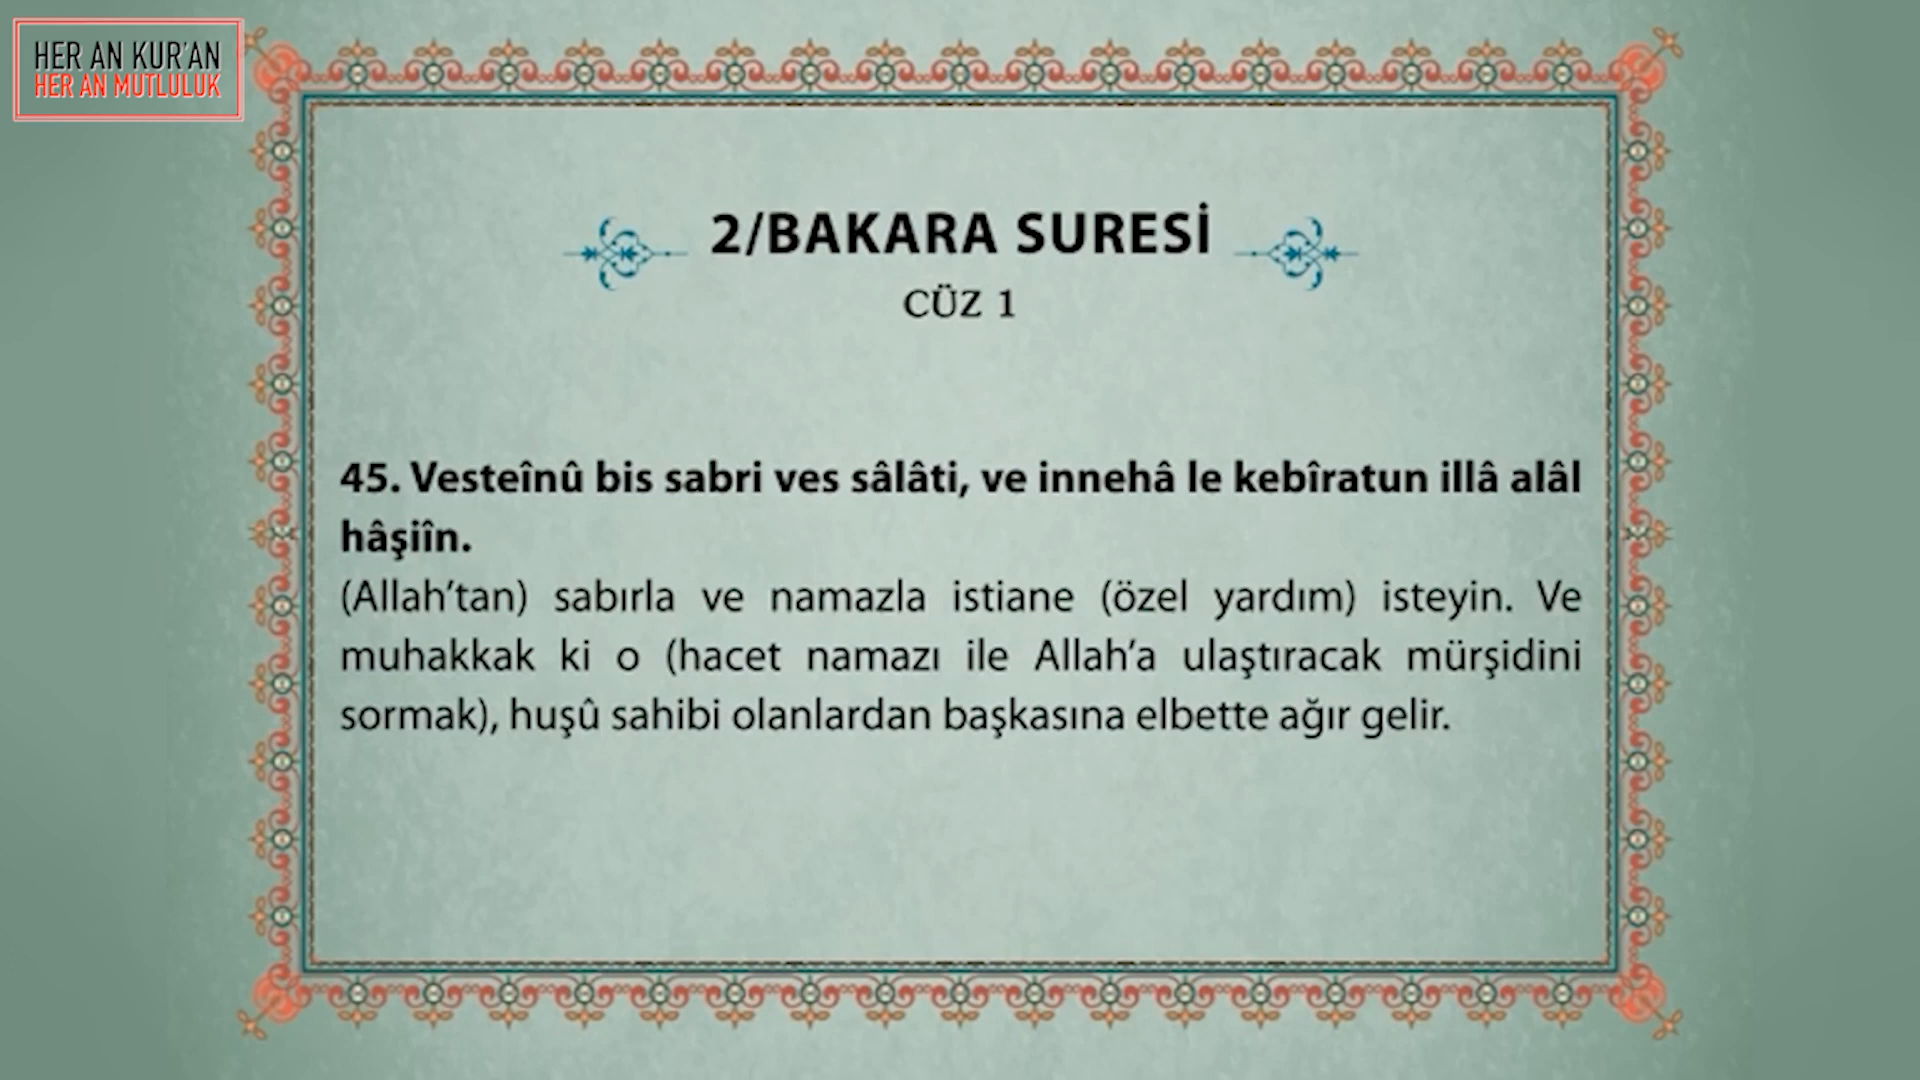 HER AN KUR'AN
HER AN MUTLULUK
2/BAKARA SURESİ
CÜZ 1
45. Vesteînû bis sabri ves sâlâti, ve innehâ le kebîratun illâ alâl
hâşiîn.
(Allah’tan) sabırla ve namazla istiane (özel yardım) isteyin. Ve
muhakkak ki o (hacet namazı ile Allah’a ulaştıracak mürşidini
sormak), huşû sahibi olanlardan başkasına elbette ağır gelir.